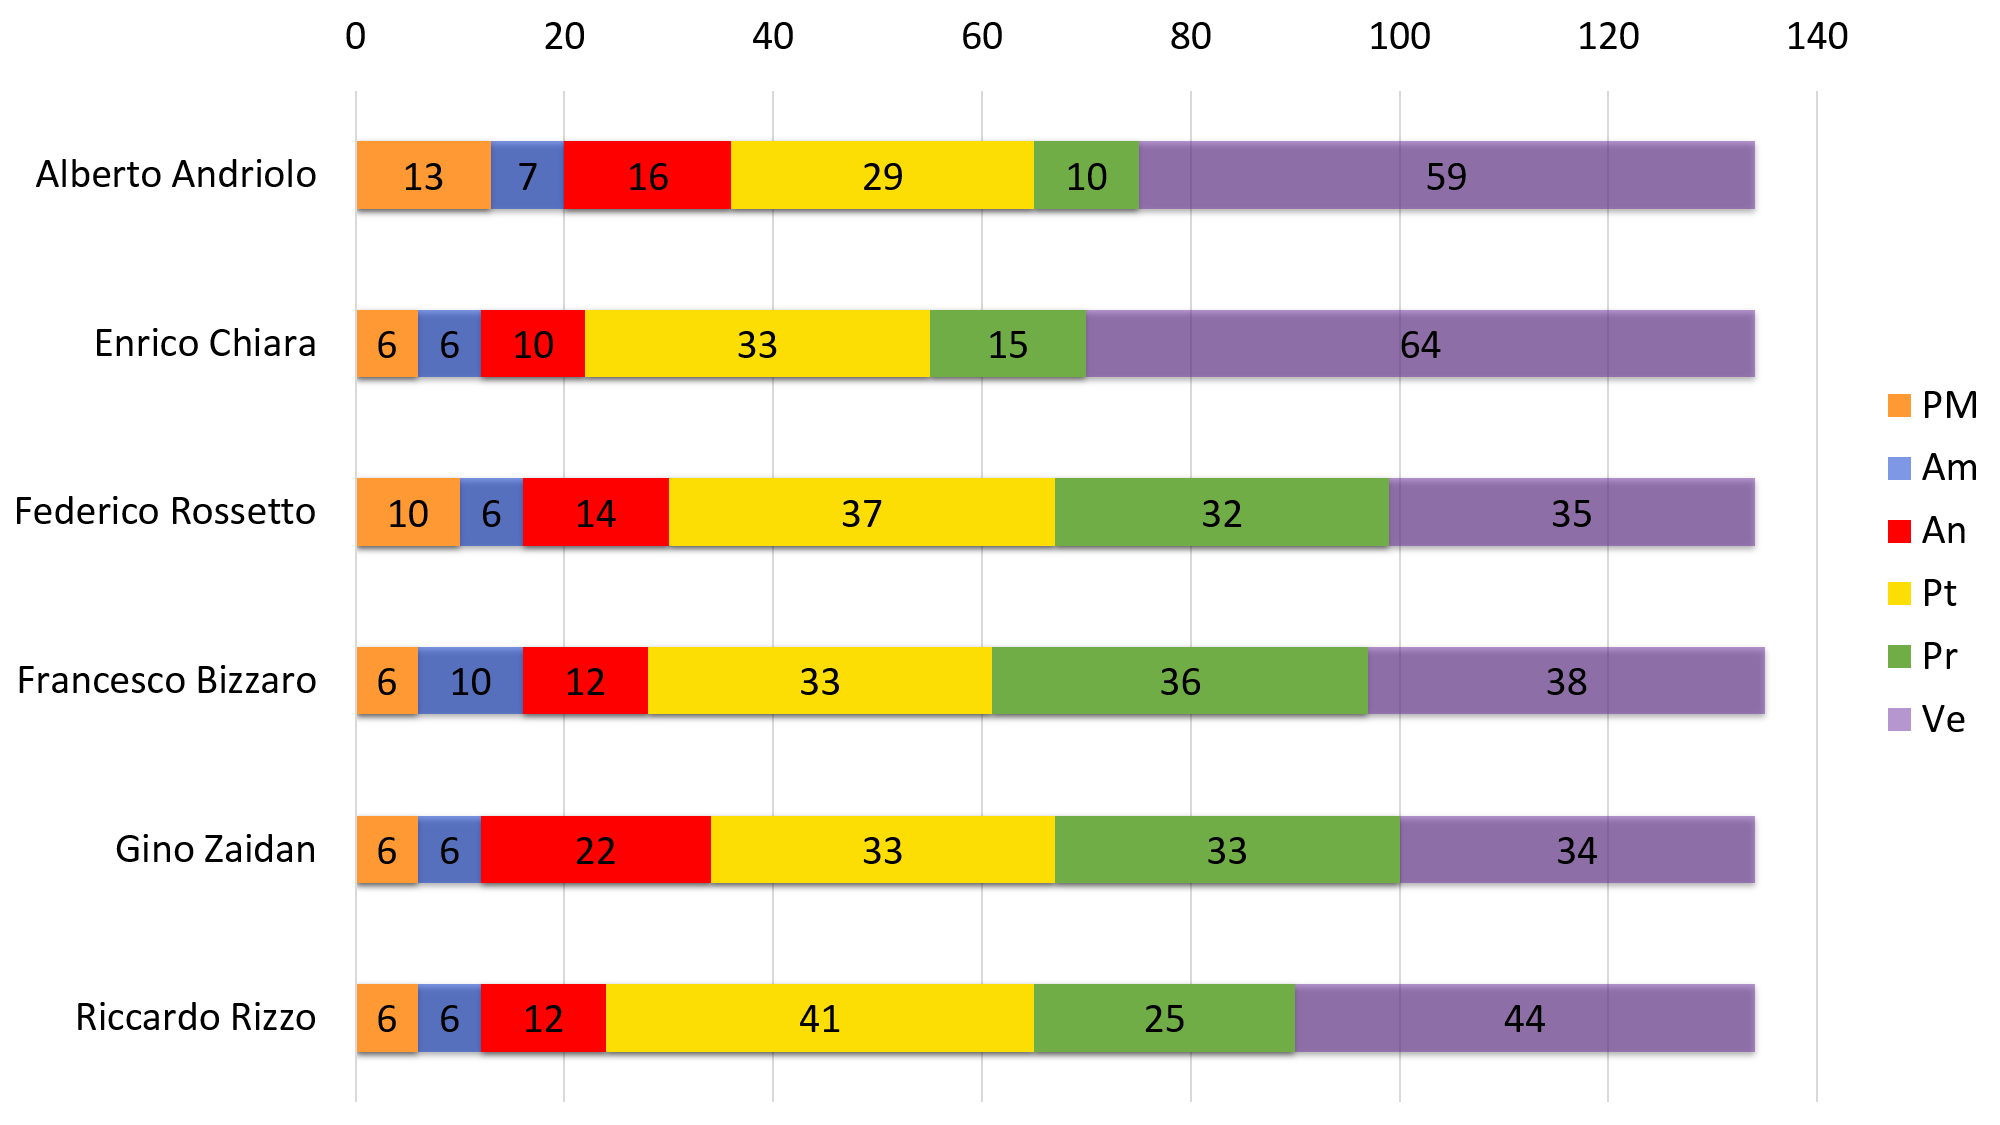 0 20 40 60 80 100 120 140
Alberto Andriolo 13 7 16 29 10 59
Enrico Chiara 6 6 10 33 15 64
Federico Rossetto 10 6 14 37 32 35
Francesco Bizzaro 6 10 12 33 36 38
Gino Zaidan 6 6 22 33 33 34
Riccardo Rizzo 6 6 12 41 25 44
PM
Am
An
Pt
Pr
Ve